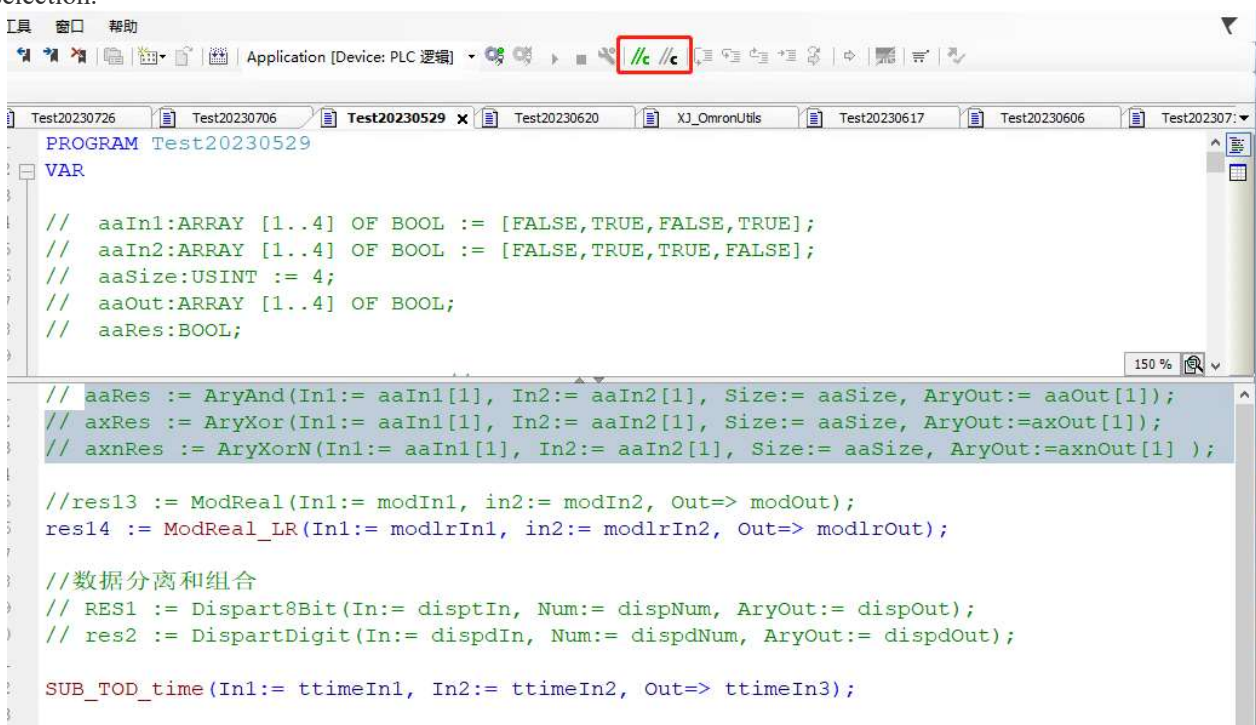 selection.
工具 窗口 帮助
Application [Device: PLC 逻辑]
//c //c
Test20230726 Test20230706 Test20230529 x Test20230620 XJ_OmronUtils Test20230617 Test20230606 Test202307
PROGRAM Test20230529
VAR
// aaIn1:ARRAY [1..4] OF BOOL := [FALSE,TRUE,FALSE,TRUE];
// aaIn2:ARRAY [1..4] OF BOOL := [FALSE,TRUE,TRUE,FALSE];
// aaSize:USINT := 4;
// aaOut:ARRAY [1..4] OF BOOL;
// aaRes:BOOL;
150 %
// aaRes := AryAnd(In1:= aaIn1[1], In2:= aaIn2[1], Size:= aaSize, AryOut:= aaOut[1]);
// axRes := AryXor(In1:= aaIn1[1], In2:= aaIn2[1], Size:= aaSize, AryOut:=axOut[1]);
// axnRes := AryXorN(In1:= aaIn1[1], In2:= aaIn2[1], Size:= aaSize, AryOut:=axnOut[1] );
//res13 := ModReal(In1:= modIn1, in2:= modIn2, Out=> modOut);
res14 := ModReal_LR(In1:= modlrIn1, in2:= modlrIn2, Out=> modlrOut);
//数据分离和组合
// RES1 := Dispart8Bit(In:= disptIn, Num:= dispNum, AryOut:= dispOut);
// res2 := DispartDigit(In:= dispdIn, Num:= dispdNum, AryOut:= dispdOut);
SUB_TOD_time(In1:= ttimeIn1, In2:= ttimeIn2, Out=> ttimeIn3);